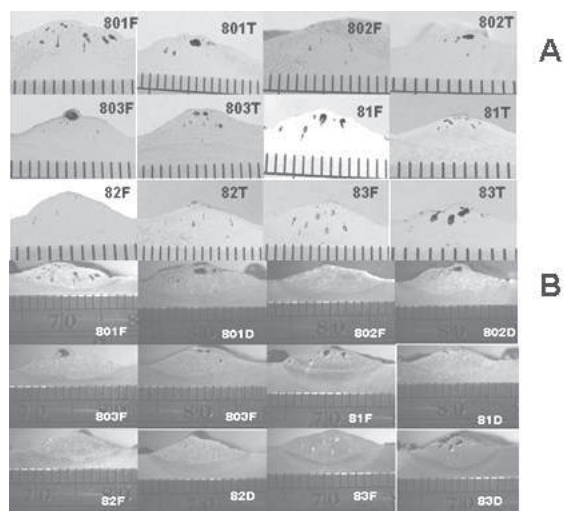 801F 801T 802F 802T
A
803F 803T 81F 81T
82F 82T 83F 83T
B
801F 801D 802F 802D
803F 803F 81F 81D
82F 82D 83F 83D